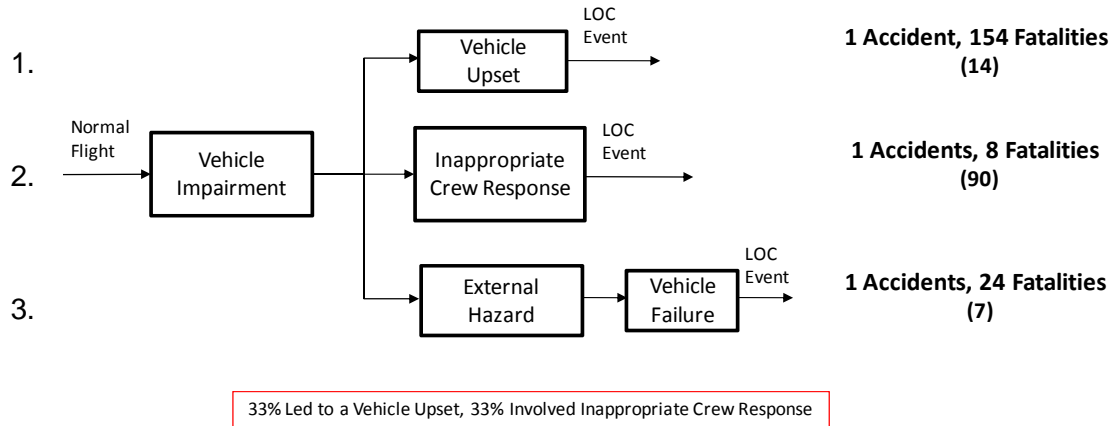 1.
Vehicle
Upset
LOC
Event
1 Accident, 154 Fatalities
(14)
2.
Normal
Flight
Vehicle
Impairment
Inappropriate
Crew Response
LOC
Event
1 Accidents, 8 Fatalities
(90)
3.
External
Hazard
Vehicle
Failure
LOC
Event
1 Accidents, 24 Fatalities
(7)
33% Led to a Vehicle Upset, 33% Involved Inappropriate Crew Response